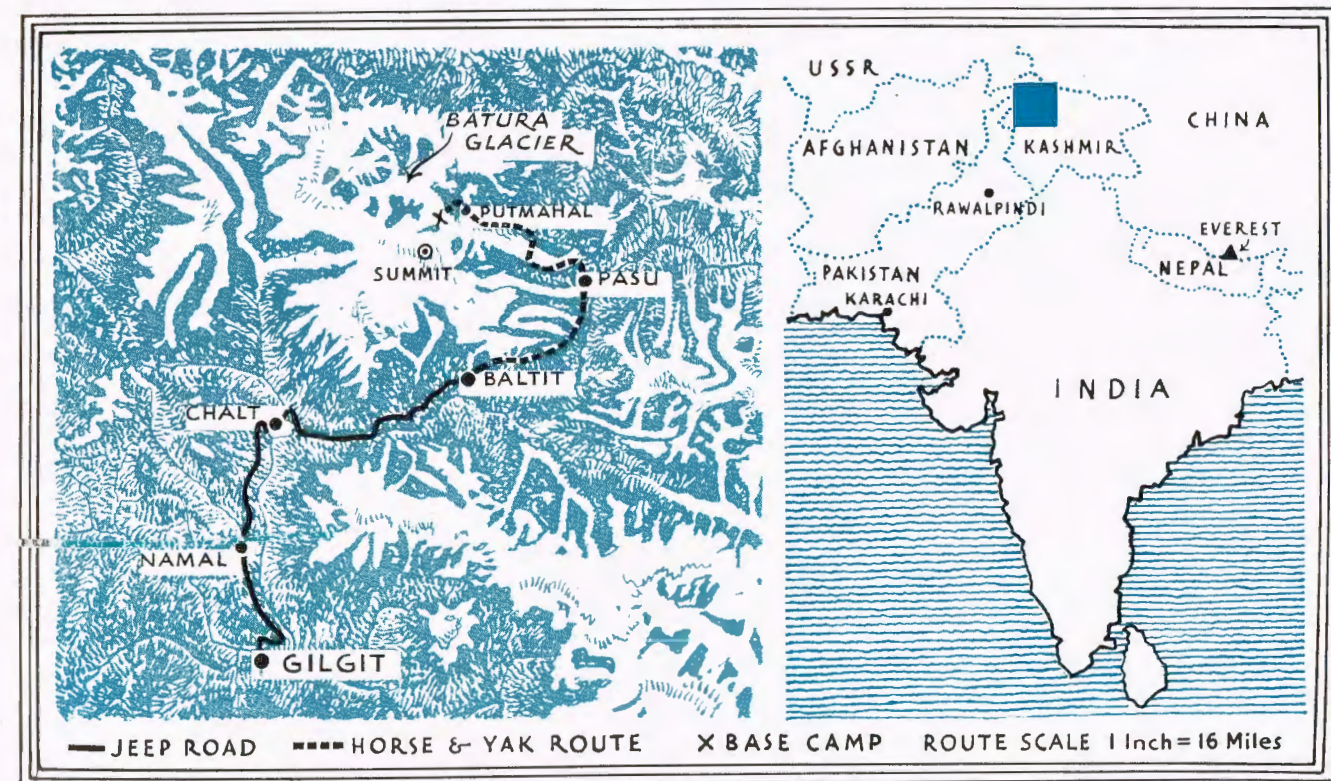 BATURA
GLACIER
PUTMAHAL
SUMMIT
PASU
BALTIT
CHALT
NAMAL
GILGIT
USSR
CHINA
AFGHANISTAN
KASHMIR
RAWALPINDI
EVEREST
NEPAL
PAKISTAN
KARACHI
INDIA
JEEP ROAD
HORSE & YAK ROUTE
X BASE CAMP
ROUTE SCALE 1 Inch = 16 Miles